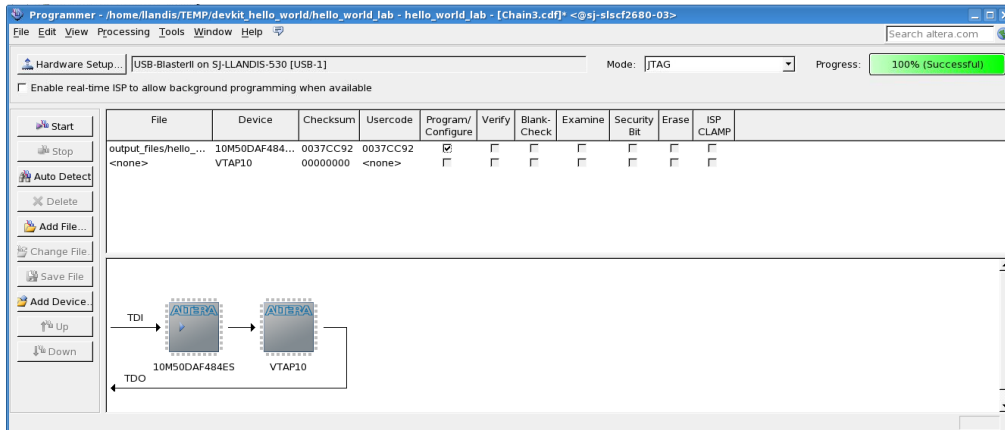 Programmer - /home/llandis/TEMP/devkit_hello_world/hello_world_lab - hello_world_lab - [Chain3.cdf]* <@sj-slscf2680-03>
File Edit View Processing Tools Window Help
Search altera.com
Hardware Setup... USB-BlasterII on SJ-LLANDIS-530 [USB-1] Mode: JTAG Progress: 100% (Successful)
Enable real-time ISP to allow background programming when available
Start
Stop
Auto Detect
Delete
Add File...
Change File.
Save File
Add Device.
Up
Down
File Device Checksum Usercode Program/ Verify Blank- Examine Security Erase ISP
Configure Check Bit CLAMP
output_files/hello_... 10M50DAF484... 0037CC92 0037CC92
<none> VTAP10 00000000 <none>
TDI
ALTERA ALTERA
10M50DAF484ES VTAP10
TDO